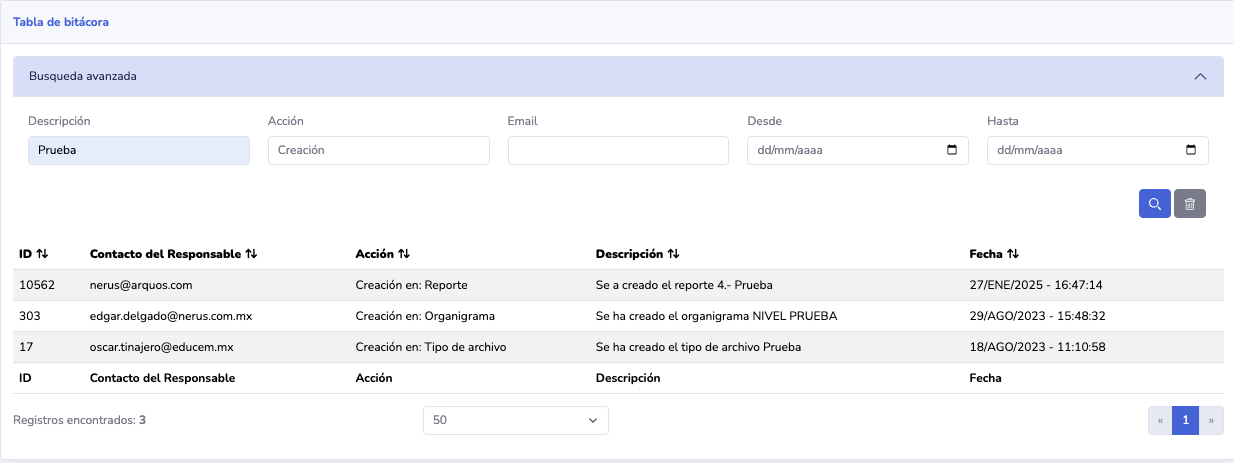 Tabla de bitácora
Busqueda avanzada
Descripción Acción Email Desde Hasta
Prueba Creación dd/mm/aaaa dd/mm/aaaa
ID Contacto del Responsable Acción Descripción Fecha
10562 nerus@arquos.com Creación en: Reporte Se a creado el reporte 4.- Prueba 27/ENE/2025 - 16:47:14
303 edgar.delgado@nerus.com.mx Creación en: Organigrama Se ha creado el organigrama NIVEL PRUEBA 29/AGO/2023 - 15:48:32
17 oscar.tinajero@educem.mx Creación en: Tipo de archivo Se ha creado el tipo de archivo Prueba 18/AGO/2023 - 11:10:58
ID Contacto del Responsable Acción Descripción Fecha
Registros encontrados: 3 50 « 1 »